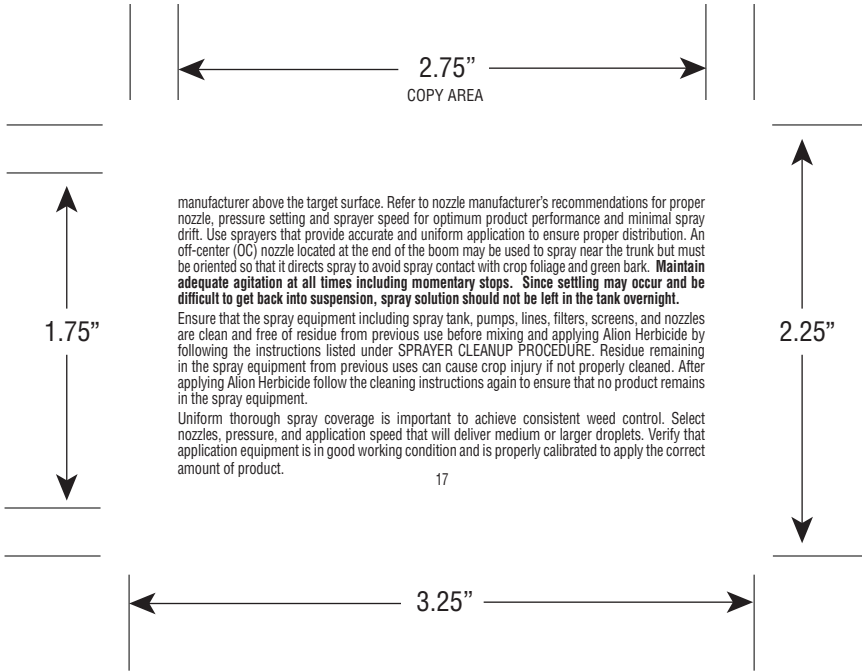 2.75”
COPY AREA
manufacturer above the target surface. Refer to nozzle manufacturer’s recommendations for proper
nozzle, pressure setting and sprayer speed for optimum product performance and minimal spray
drift. Use sprayers that provide accurate and uniform application to ensure proper distribution. An
off-center (OC) nozzle located at the end of the boom may be used to spray near the trunk but must
be oriented so that it directs spray to avoid spray contact with crop foliage and green bark. Maintain
adequate agitation at all times including momentary stops. Since settling may occur and be
difficult to get back into suspension, spray solution should not be left in the tank overnight.
Ensure that the spray equipment including spray tank, pumps, lines, filters, screens, and nozzles
are clean and free of residue from previous use before mixing and applying Alion Herbicide by
following the instructions listed under SPRAYER CLEANUP PROCEDURE. Residue remaining
in the spray equipment from previous uses can cause crop injury if not properly cleaned. After
applying Alion Herbicide follow the cleaning instructions again to ensure that no product remains
in the spray equipment.
Uniform thorough spray coverage is important to achieve consistent weed control. Select
nozzles, pressure, and application speed that will deliver medium or larger droplets. Verify that
application equipment is in good working condition and is properly calibrated to apply the correct
amount of product.
17
1.75”
2.25”
3.25”